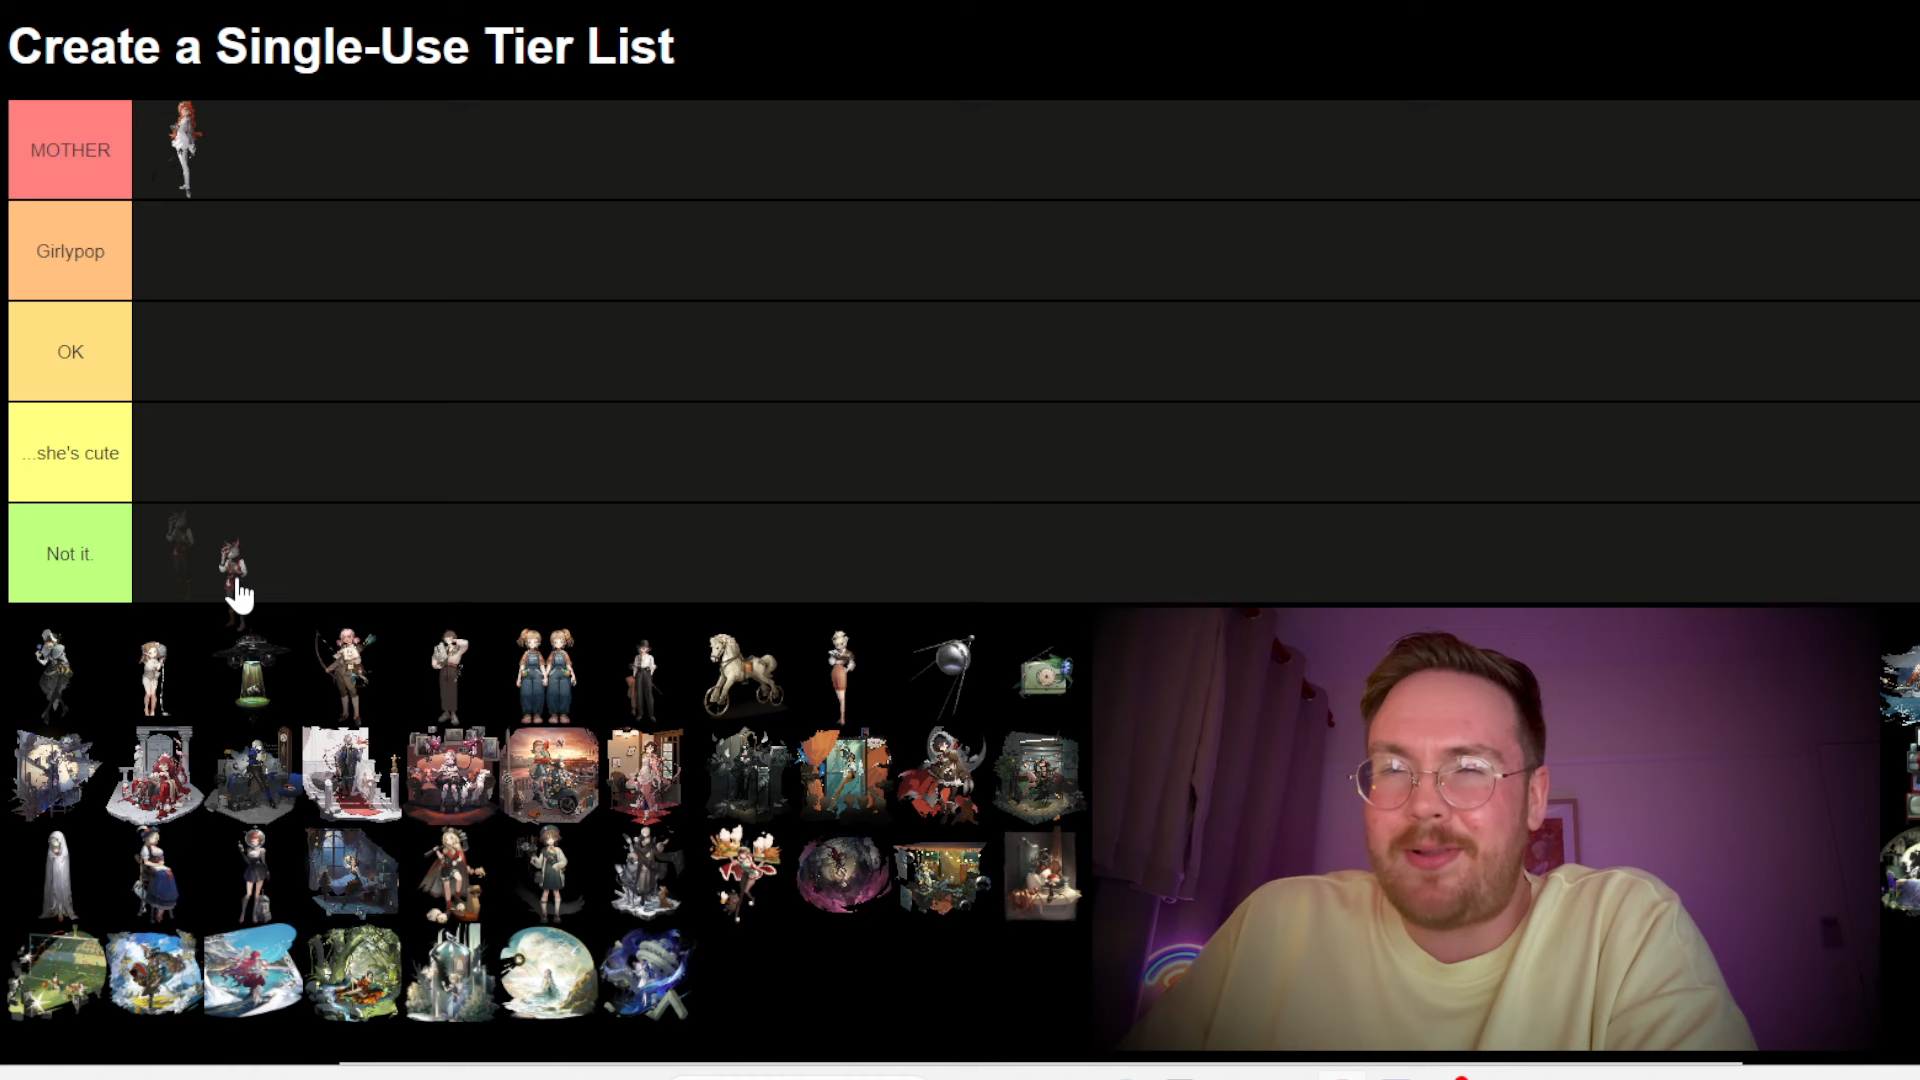 Create a Single-Use Tier List
MOTHER
Girlypop
OK
...she's cute
Not it.